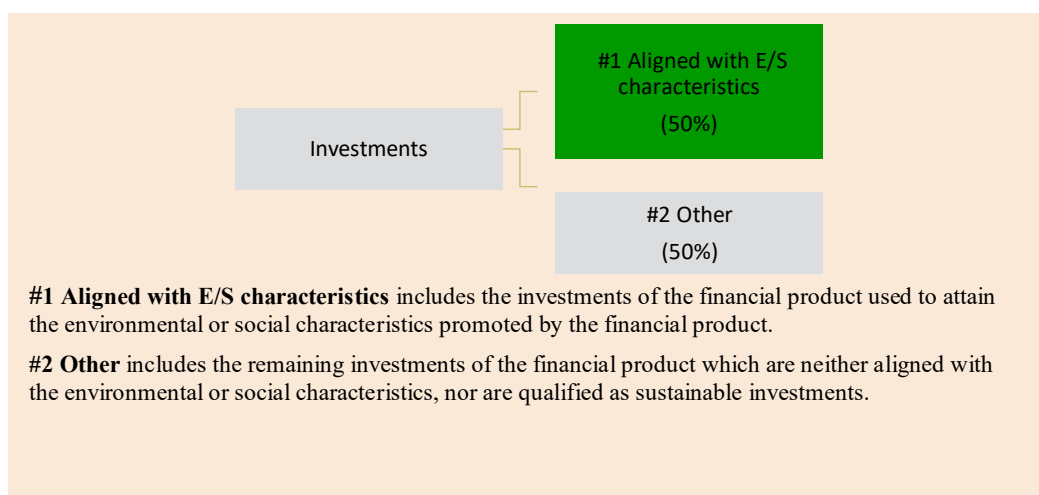 #1 Aligned with E/S
characteristics
(50%)
Investments
#2 Other
(50%)
#1 Aligned with E/S characteristics includes the investments of the financial product used to attain
the environmental or social characteristics promoted by the financial product.
#2 Other includes the remaining investments of the financial product which are neither aligned with
the environmental or social characteristics, nor are qualified as sustainable investments.